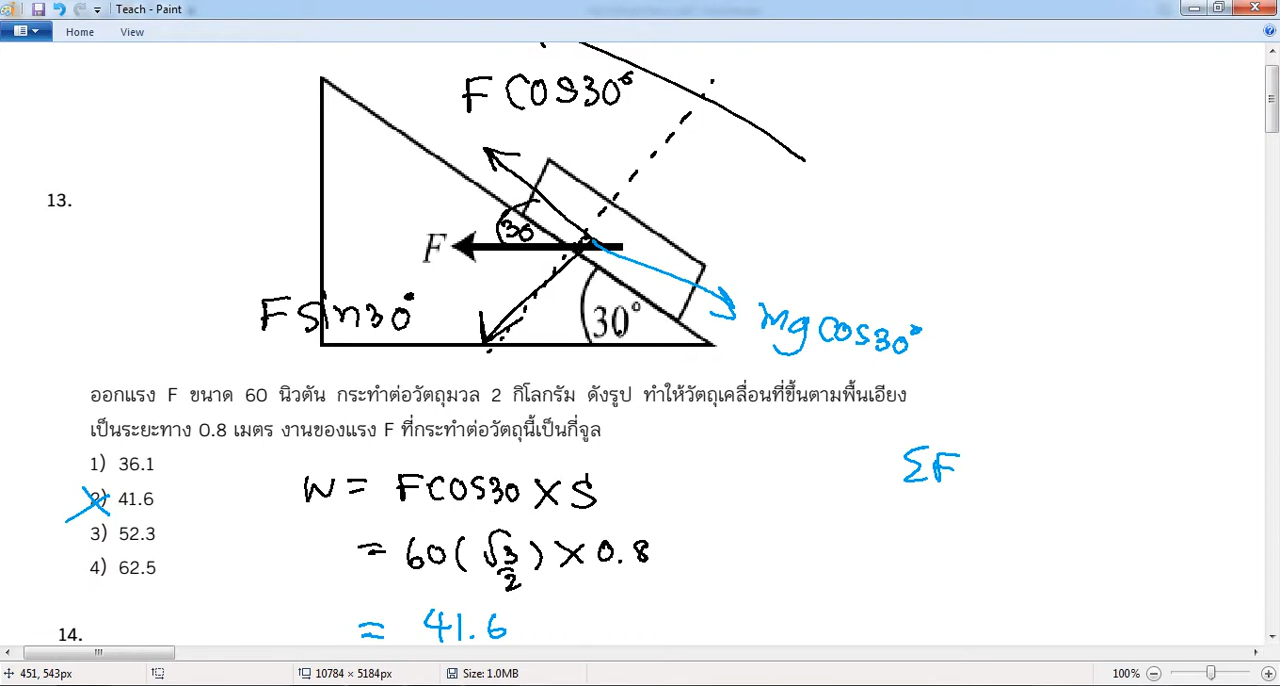 Teach - Paint
Home View
F COS30°
13.
30
F
F sin30°
30°
mg cos30°
ออกแรง F ขนาด 60 นิวตัน กระทำต่อวัตถุมวล 2 กิโลกรัม ดังรูป ทำให้วัตถุเคลื่อนที่ขึ้นตามพื้นเอียง
เป็นระยะทาง 0.8 เมตร งานของแรง F ที่กระทำต่อวัตถุนี้เป็นกี่จูล
1) 36.1
2) 41.6
3) 52.3
4) 62.5
W = FCOS30 × S
= 60(√3/2) × 0.8
= 41.6
ΣF
14.
451, 543px 10784 × 5184px Size: 1.0MB 100%